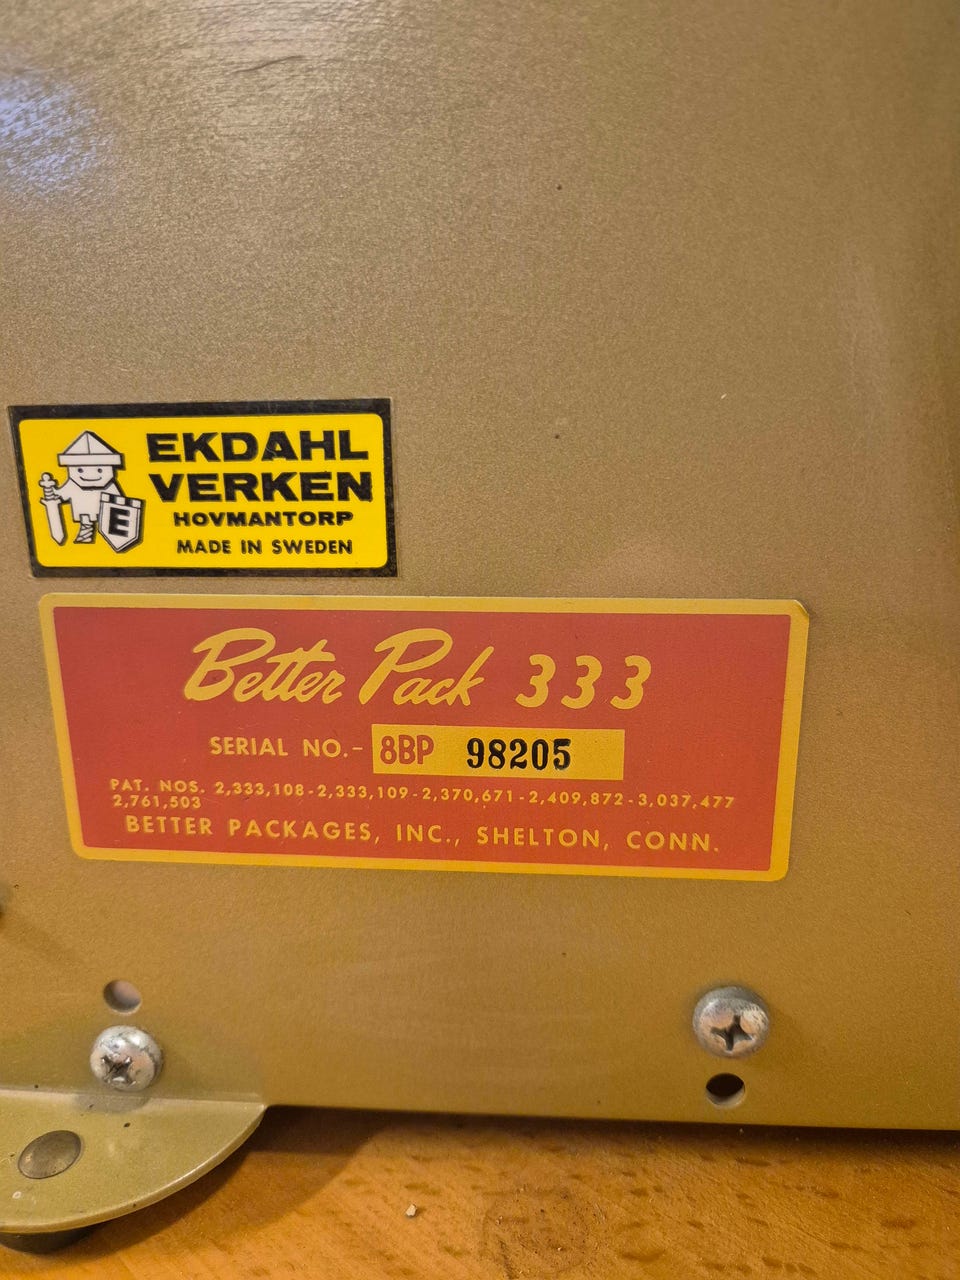 EKDAHL
VERKEN
HOVMANTORP
MADE IN SWEDEN
E
Better Pack 333
SERIAL NO.- 8BP 98205
PAT. NOS. 2,333,108-2,333,109-2,370,671-2,409,872-3,037,477
2,761,503
BETTER PACKAGES, INC., SHELTON, CONN.